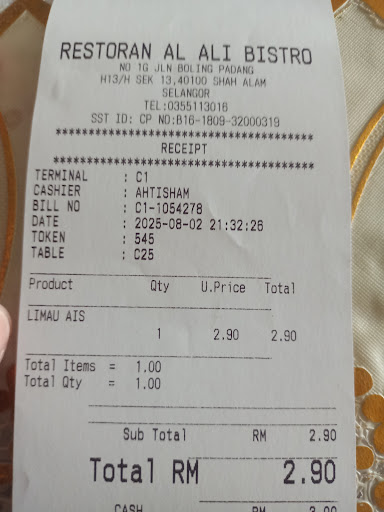 RESTORAN AL ALI BISTRO
NO 1G JLN BOLING PADANG
H13/H SEK 13,40100 SHAH ALAM
SELANGOR
TEL:0355113016
SST ID: CP NO:B16-1809-32000319
******************************************
RECEIPT
******************************************
TERMINAL : C1
CASHIER : AHTISHAM
BILL NO : C1-1054278
DATE : 2025-08-02 21:32:26
TOKEN : 545
TABLE : C25
Product Qty U.Price Total
LIMAU AIS
1 2.90 2.90
Total Items = 1.00
Total Qty = 1.00
Sub Total RM 2.90
Total RM 2.90
CASH RM 3.00